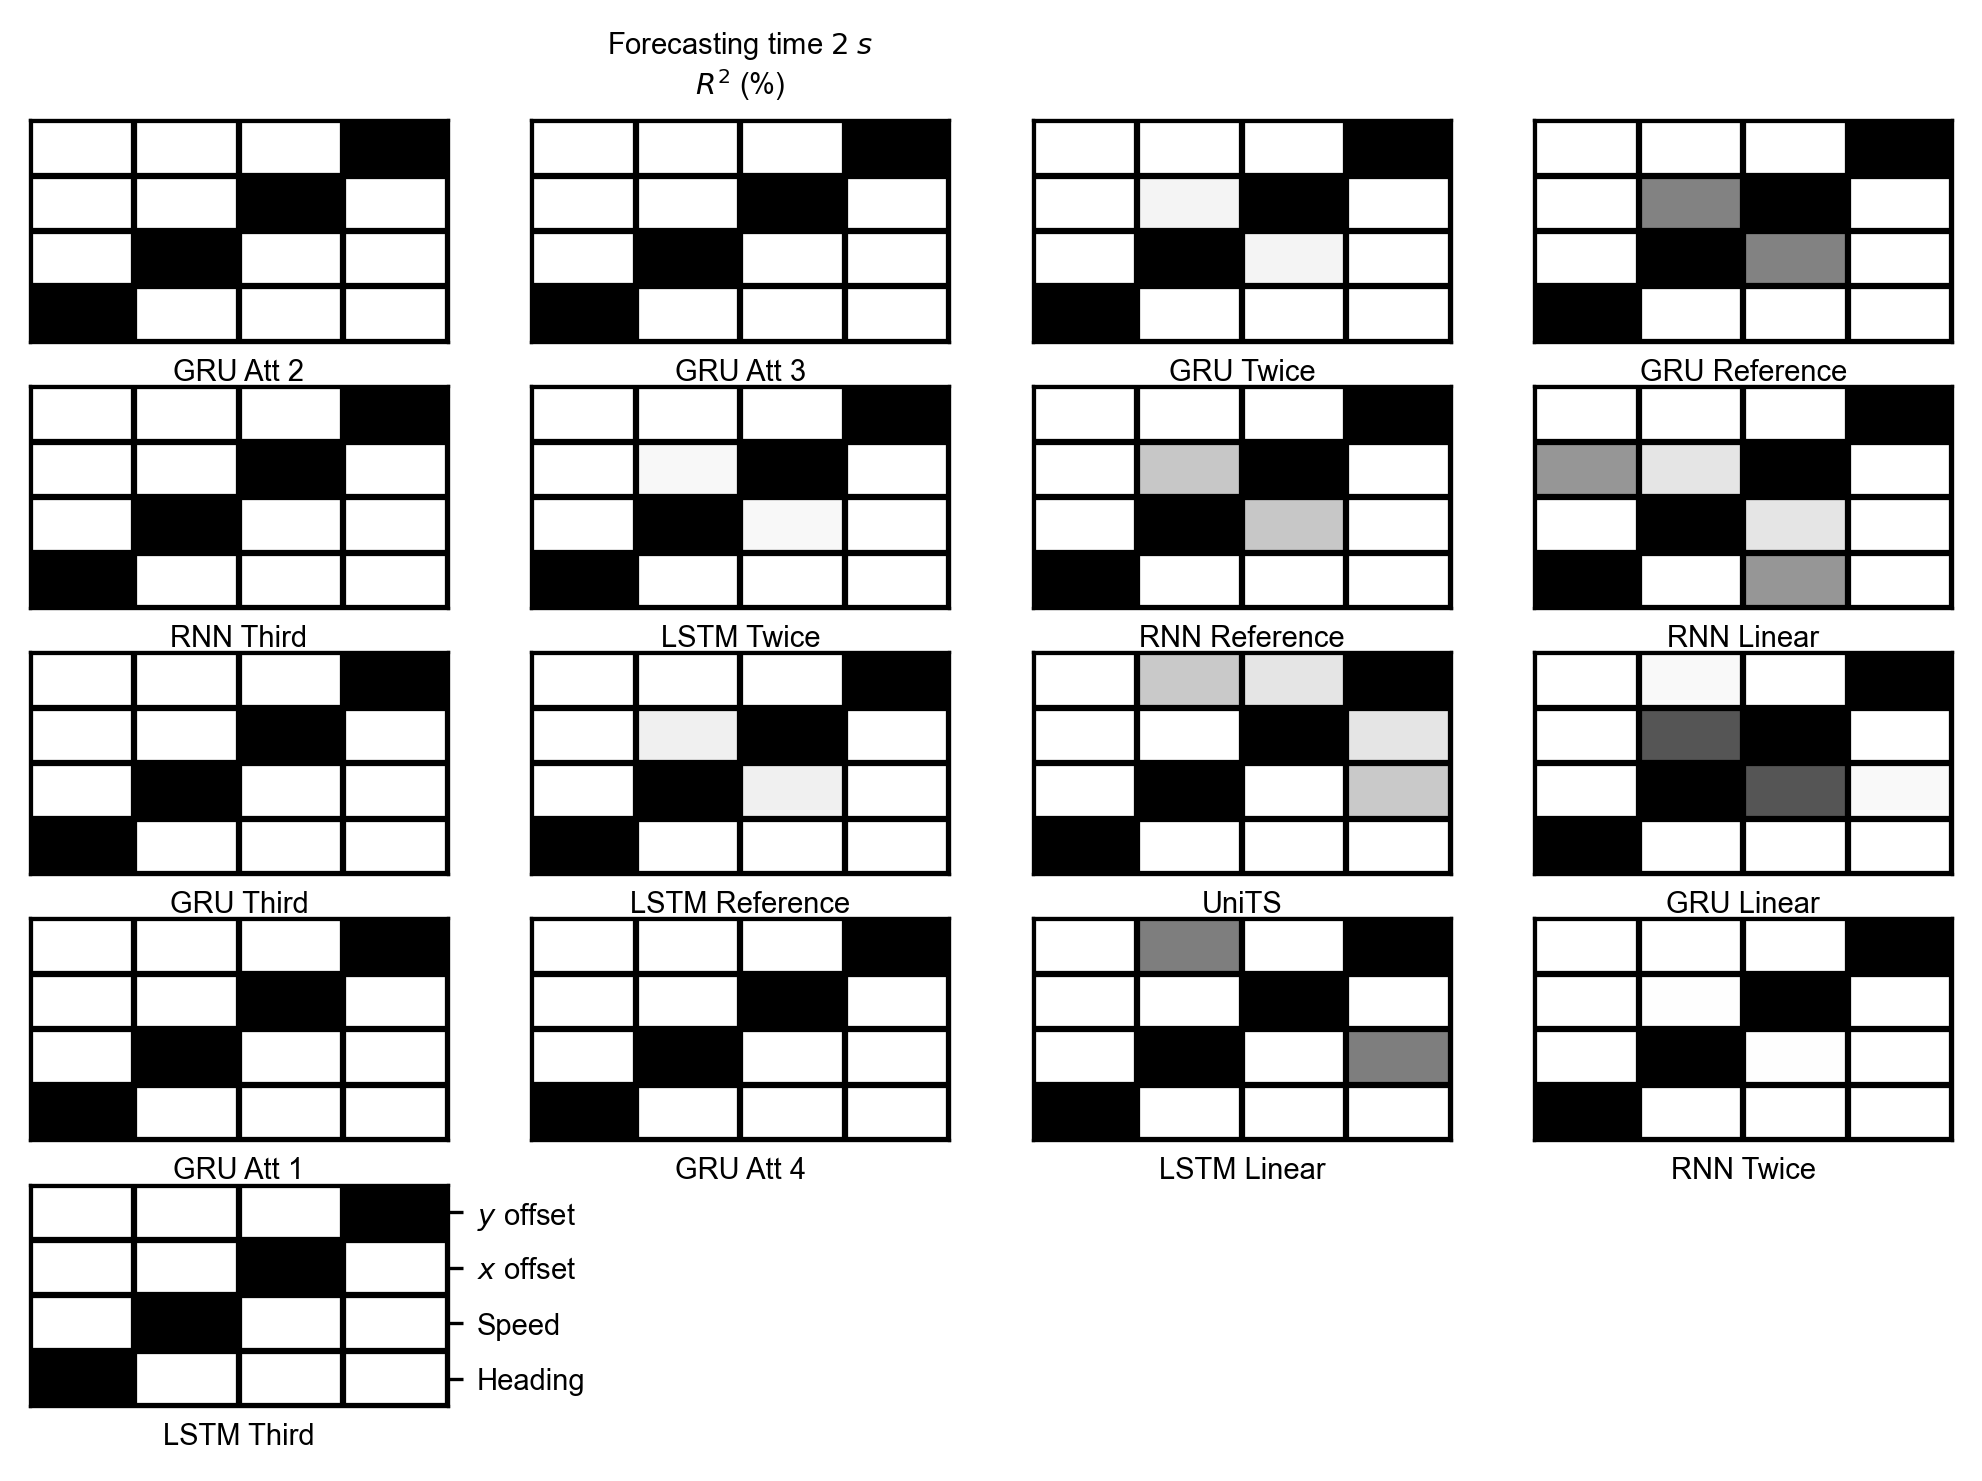 Forecasting time 2 s
R² (%)
GRU Att 2
GRU Att 3
GRU Twice
GRU Reference
RNN Third
LSTM Twice
RNN Reference
RNN Linear
GRU Third
LSTM Reference
UniTS
GRU Linear
GRU Att 1
GRU Att 4
LSTM Linear
RNN Twice
y offset
x offset
Speed
Heading
LSTM Third